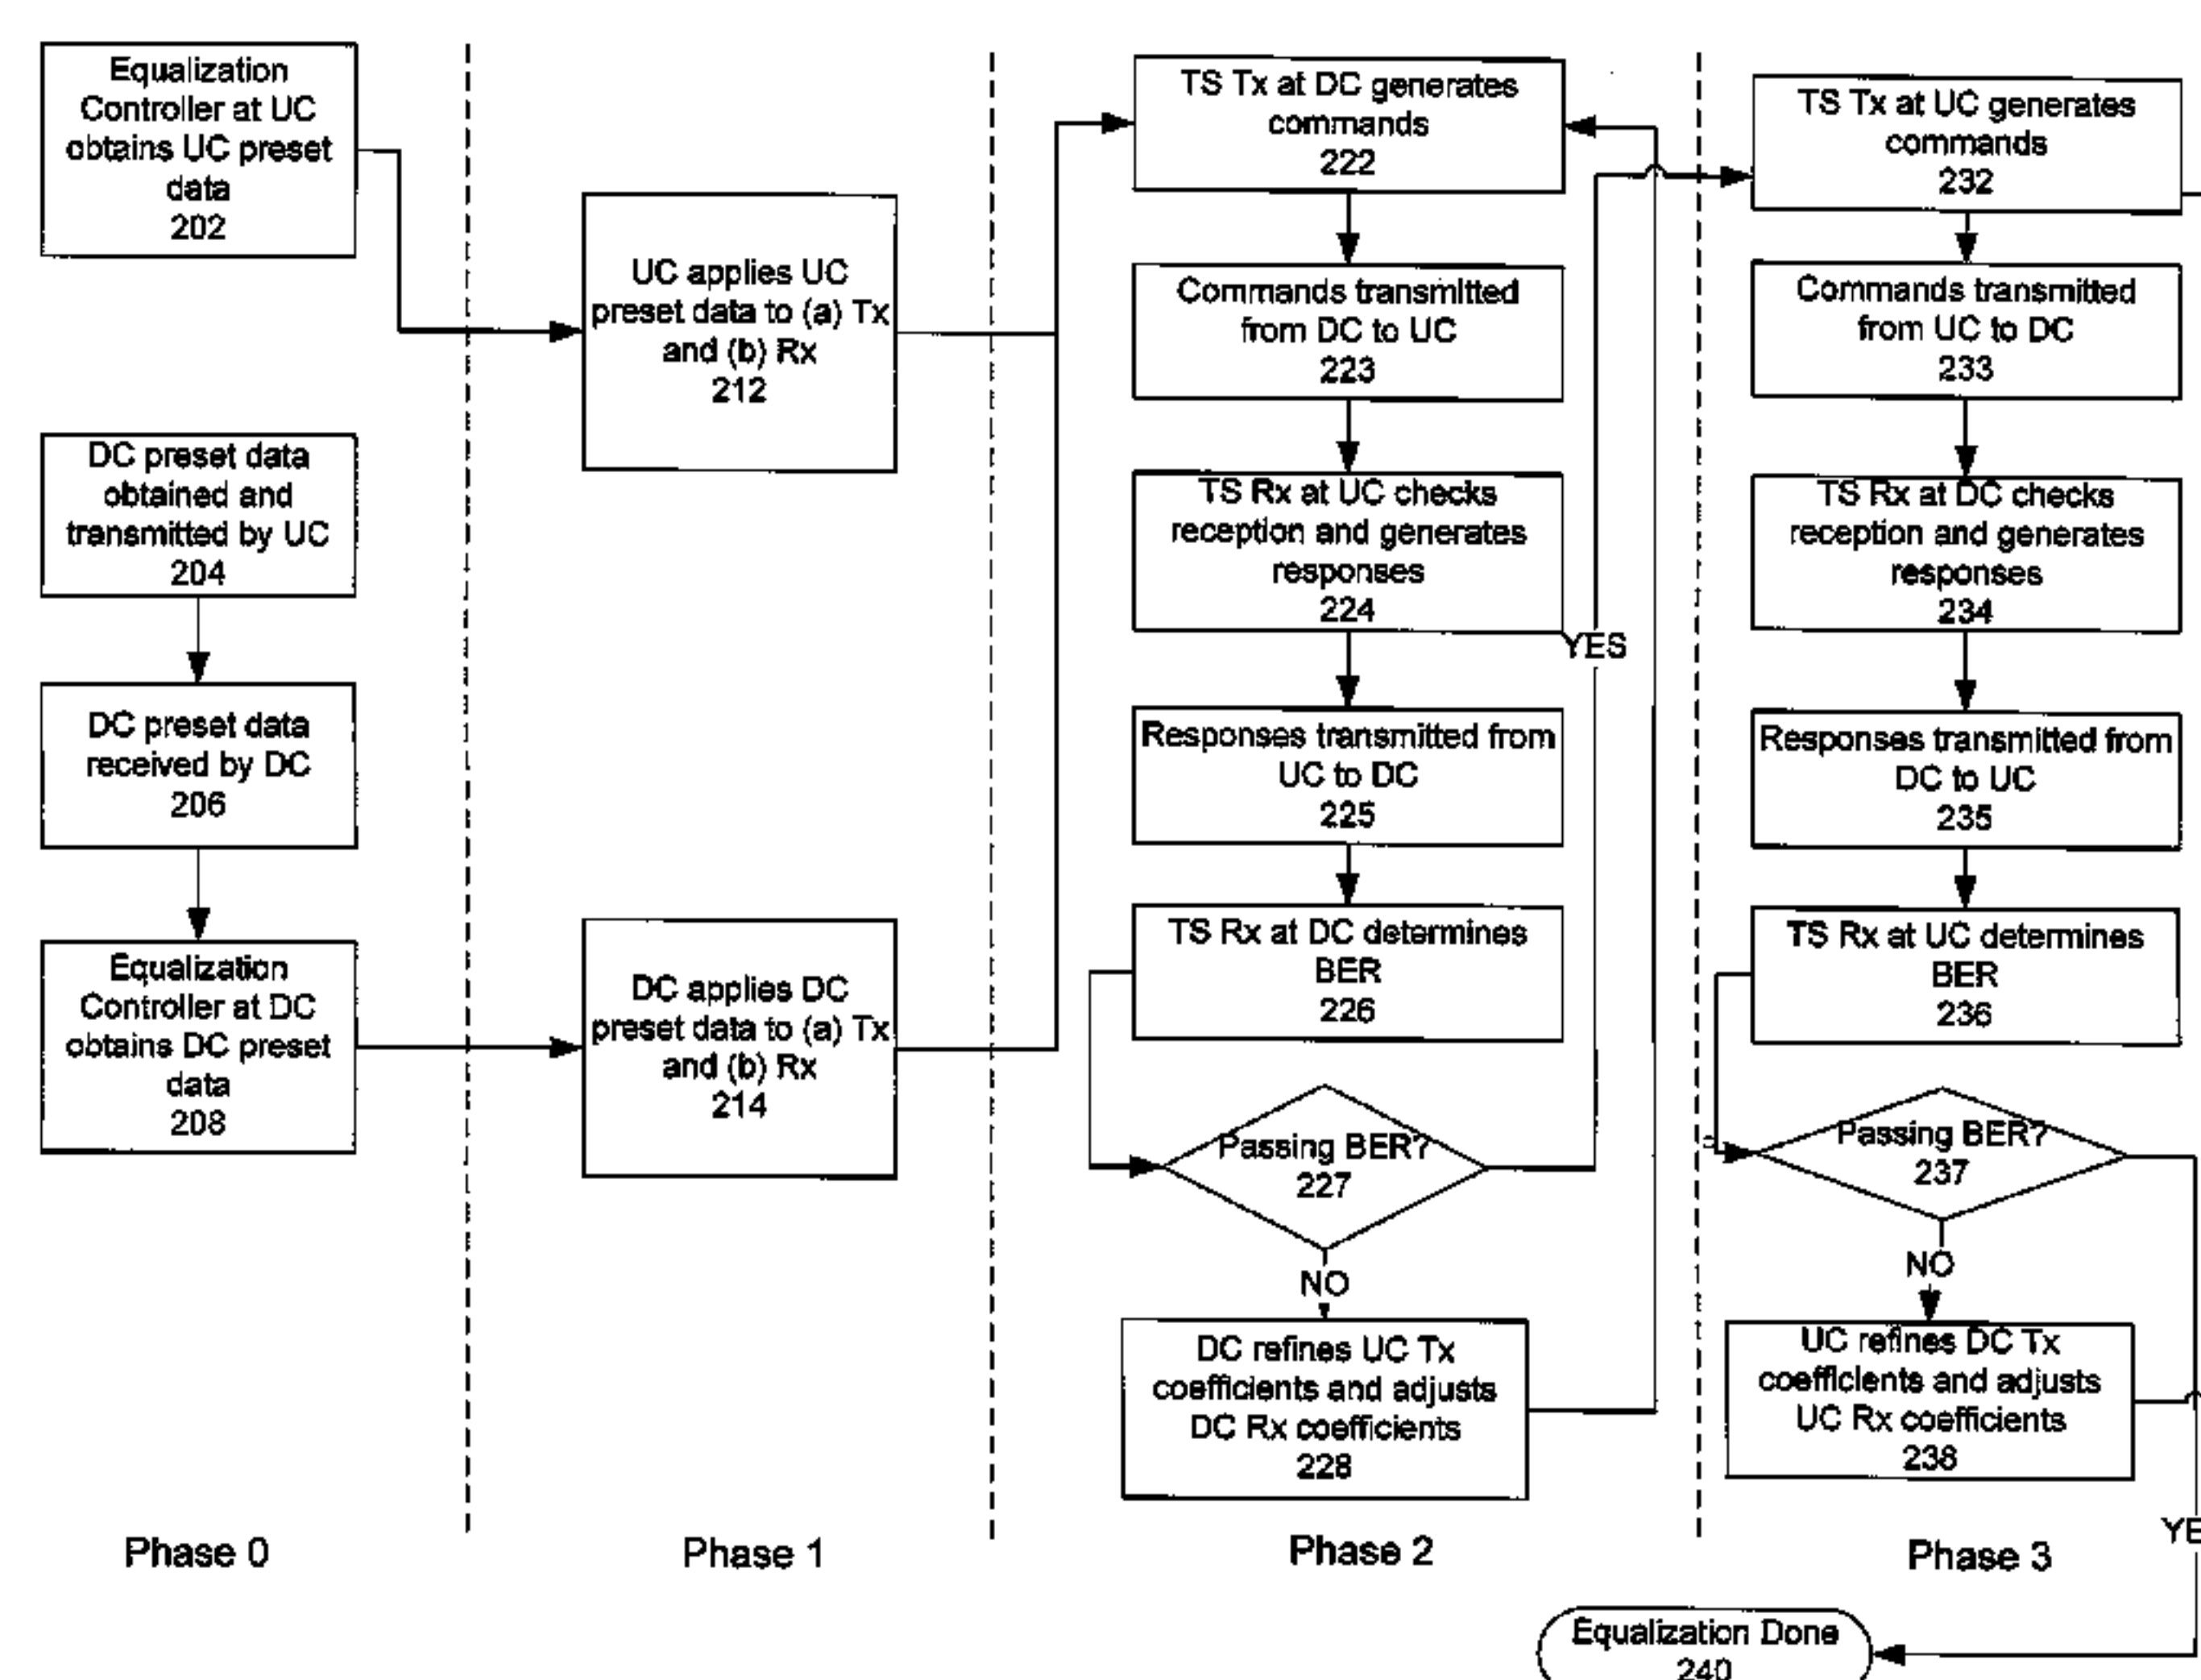 Equalization
Controller at UC
obtains UC preset
data
202
DC preset data
obtained and
transmitted by UC
204
DC preset data
received by DC
206
Equalization
Controller at DC
obtains DC preset
data
208
Phase 0
UC applies UC
preset data to (a) Tx
and (b) Rx
212
DC applies DC
preset data to (a) Tx
and (b) Rx
214
Phase 1
TS Tx at DC generates
commands
222
Commands transmitted
from DC to UC
223
TS Rx at UC checks
reception and generates
responses
224
YES
Responses transmitted from
UC to DC
225
TS Rx at DC determines
BER
226
Passing BER?
227
NO
DC refines UC Tx
coefficients and adjusts
DC Rx coefficients
228
Phase 2
TS Tx at UC generates
commands
232
Commands transmitted
from UC to DC
233
TS Rx at DC checks
reception and generates
responses
234
Responses transmitted from
DC to UC
235
TS Rx at UC determines
BER
236
Passing BER?
237
NO
UC refines DC Tx
coefficients and adjusts
UC Rx coefficients
238
YE
Phase 3
Equalization Done
240